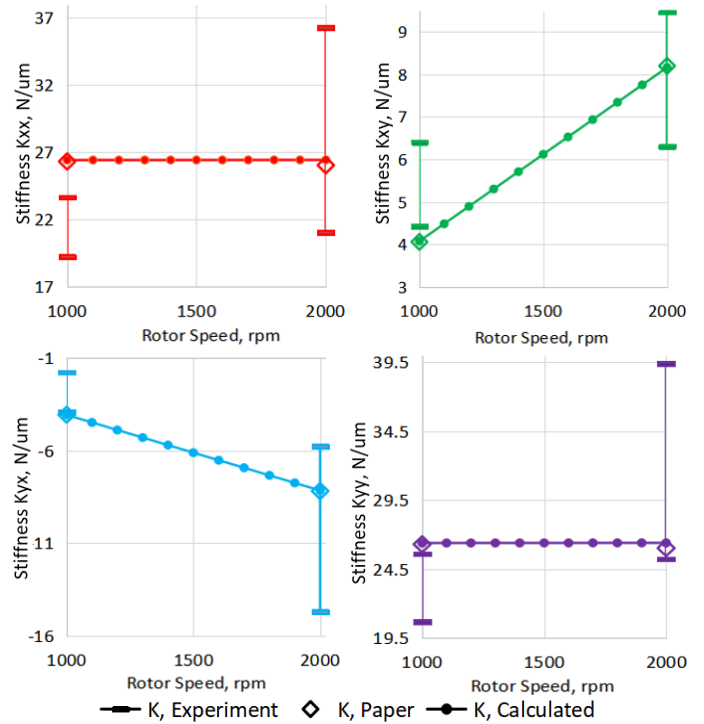 Stiffness Kxx, N/um
37
32
27
22
17
1000 1500 2000
Rotor Speed, rpm
Stiffness Kxy, N/um
9
8
7
6
5
4
3
1000 1500 2000
Rotor Speed, rpm
Stiffness Kyx, N/um
-1
-6
-11
-16
1000 1500 2000
Rotor Speed, rpm
Stiffness Kyy, N/um
39.5
34.5
29.5
24.5
19.5
1000 1500 2000
Rotor Speed, rpm
K, Experiment K, Paper K, Calculated